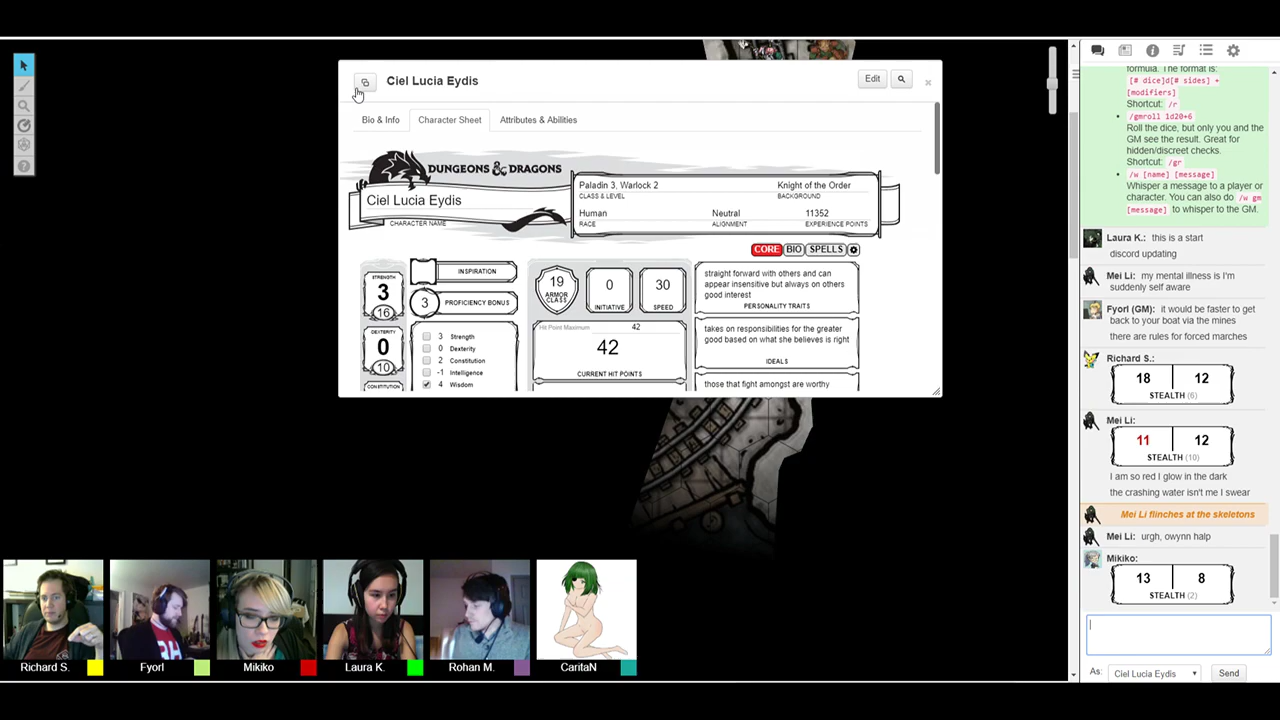 Ciel Lucia Eydis
Edit
Bio & Info
Character Sheet
Attributes & Abilities
DUNGEONS & DRAGONS
Ciel Lucia Eydis
CHARACTER NAME
Paladin 3, Warlock 2
Knight of the Order
CLASS & LEVEL
BACKGROUND
Human
Neutral
11352
RACE
ALIGNMENT
EXPERIENCE POINTS
CORE
BIO
SPELLS
STRENGTH
3
16
DEXTERITY
0
10
CONSTITUTION
INSPIRATION
3
PROFICIENCY BONUS
3 Strength
0 Dexterity
2 Constitution
-1 Intelligence
4 Wisdom
19
ARMOR
CLASS
0
INITIATIVE
30
SPEED
Hit Point Maximum 42
42
CURRENT HIT POINTS
straight forward with others and can
appear insensitive but always on others
good interest
PERSONALITY TRAITS
takes on responsibilities for the greater
good based on what she believes is right
IDEALS
those that fight amongst are worthy
formula. The format is:
[# dice]d[# sides] +
[modifiers]
Shortcut: /r
• /gmroll 1d20+6
Roll the dice, but only you and the
GM see the result. Great for
hidden/discreet checks.
Shortcut: /gr
• /w [name] [message]
Whisper a message to a player or
character. You can also do /w gm
[message] to whisper to the GM.
Laura K.: this is a start
discord updating
Mei Li: my mental illness is I'm
suddenly self aware
Fyorl (GM): it would be faster to get
back to your boat via the mines
there are rules for forced marches
Richard S.:
18 12
STEALTH (6)
Mei Li:
11 12
STEALTH (10)
I am so red I glow in the dark
the crashing water isn't me I swear
Mei Li flinches at the skeletons
Mei Li: urgh, owynn halp
Mikiko:
13 8
STEALTH (2)
As: Ciel Lucia Eydis
Send
Richard S.
Fyorl
Mikiko
Laura K.
Rohan M.
CaritaN